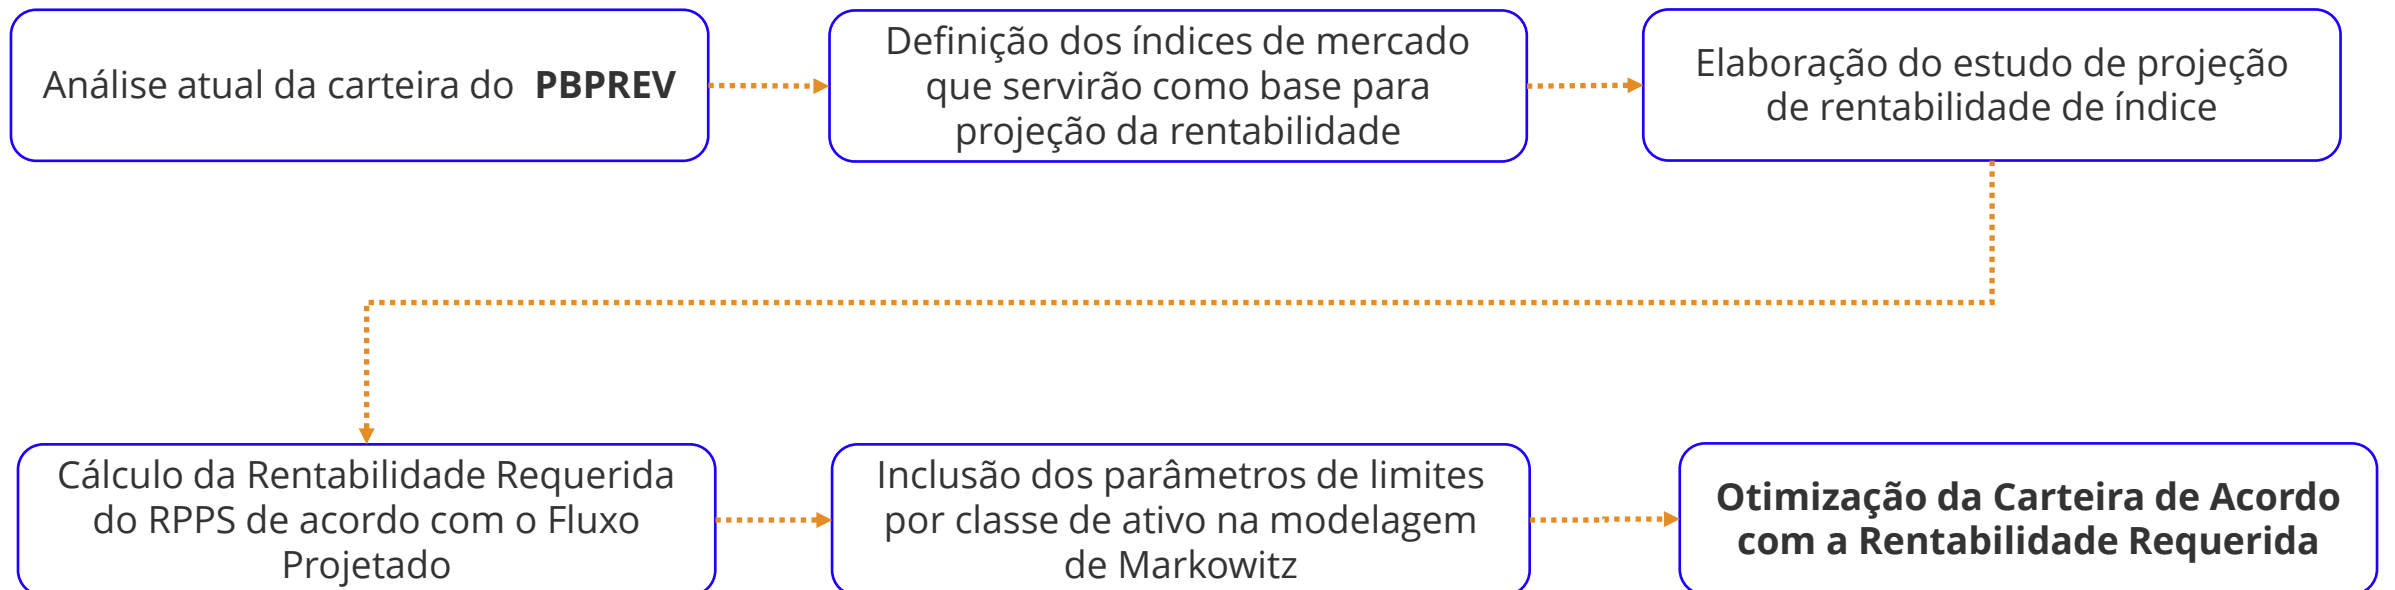 Análise atual da carteira do PBPREV
Definição dos índices de mercado
que servirão como base para
projeção da rentabilidade
Elaboração do estudo de projeção
de rentabilidade de índice
Cálculo da Rentabilidade Requerida
do RPPS de acordo com o Fluxo
Projetado
Inclusão dos parâmetros de limites
por classe de ativo na modelagem
de Markowitz
Otimização da Carteira de Acordo
com a Rentabilidade Requerida